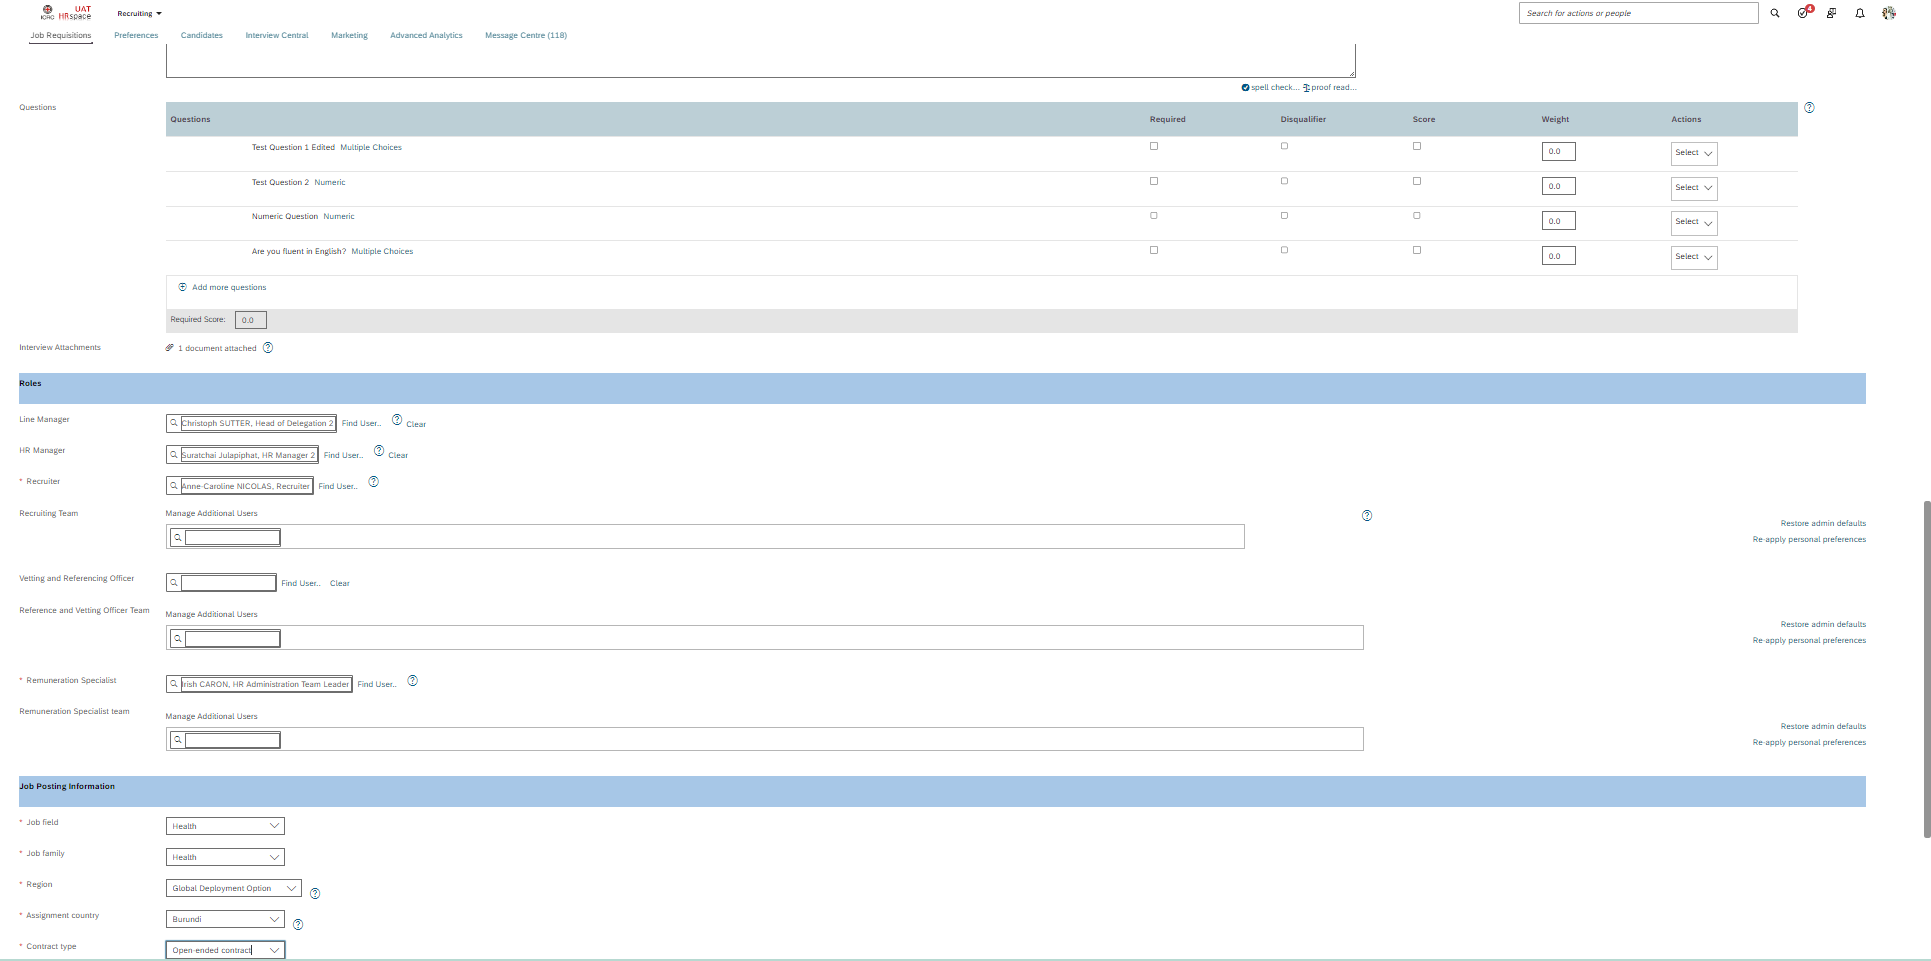 ICRC UAT HRspace Recruiting Search for actions or people 4
Job Requisitions Preferences Candidates Interview Central Marketing Advanced Analytics Message Centre (118)
spell check... proof read...
Questions
Questions Required Disqualifier Score Weight Actions
Test Question 1 Edited Multiple Choices 0.0 Select
Test Question 2 Numeric 0.0 Select
Numeric Question Numeric 0.0 Select
Are you fluent in English? Multiple Choices 0.0 Select
Add more questions
Required Score: 0.0
Interview Attachments 1 document attached
Roles
Line Manager Christoph SUTTER, Head of Delegation 2 Find User.. Clear
HR Manager Suratchai Julapiphat, HR Manager 2 Find User.. Clear
* Recruiter Anne-Caroline NICOLAS, Recruiter Find User..
Recruiting Team Manage Additional Users
Restore admin defaults
Re-apply personal preferences
Vetting and Referencing Officer Find User.. Clear
Reference and Vetting Officer Team Manage Additional Users
Restore admin defaults
Re-apply personal preferences
* Remuneration Specialist Irish CARON, HR Administration Team Leader Find User..
Remuneration Specialist team Manage Additional Users
Restore admin defaults
Re-apply personal preferences
Job Posting Information
* Job field Health
* Job family Health
* Region Global Deployment Option
* Assignment country Burundi
* Contract type Open-ended contract